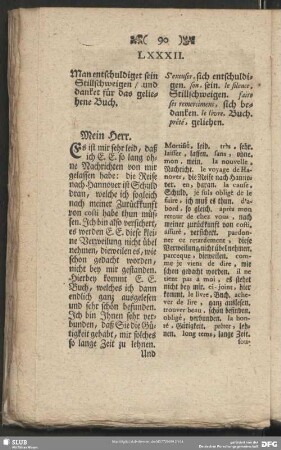 90
LXXXII.
Man entschuldiget sein
Stillschweigen / und
danket für das gelie-
hene Buch.
Mein Herr.
Es ist mir sehr leid, daß
ich E. E. so lang oh-
ne Nachrichten von mir
gelassen habe: die Reise
nach Hannover ist Schuld
dran, welche ich sogleich
nach meiner Zurückkunft
von
habe thun müs-
sen. Ich bin also versichert,
es werden E. E. diese klei-
ne Verweilung nicht übel
nehmen, dieweilen es, wie
schon gedacht worden,
nicht bey mir gestanden.
Hierbey kommt E. E.
Buch, welches ich dann
endlich ganz ausgelesen
und sehr schön befunden.
Ich bin Ihnen sehr ver-
bunden, daß Sie die Gü-
tigkeit gehabt, mir solches
so lange Zeit zu lehnen.
Und
S'excuser, sich entschuldi-
gen. son, sein. le silence,
Stillschweigen. faire
ses remerciment, sich be-
danken. le livre, Buch.
prêté, geliehen.
leid. très, sehr.
laisser, lassen. sans, oh-
ne. la nouvelle,
Nachricht. le voyage de Ha-
nover, die Reise nach Hanno-
ver. en, daran. la cause,
Schuld. je suis obligé de le
faire, ich muß es thun. d'a-
bord, so gleich. après mon
retour de chez vous, nach
meiner zurückkunft von
assuré, versichert. pardon-
ner ce retardement, diese
Verweilung nicht übel nehmen.
parceque, dieweilen. com-
me je viens de dire, wie
schon gedacht worden. il ne
tient pas à moi, es stehet
nicht bey mir. ci-joint, hier
kommt. le livre, Buch. ache-
ver de lire, ganz auslesen.
trouver beau, schön befinden.
obligé, verbunden. la bon-
té, Gütigkeit. prêter, leh-
nen. long tems, lange Zeit.
SLUB
DFG